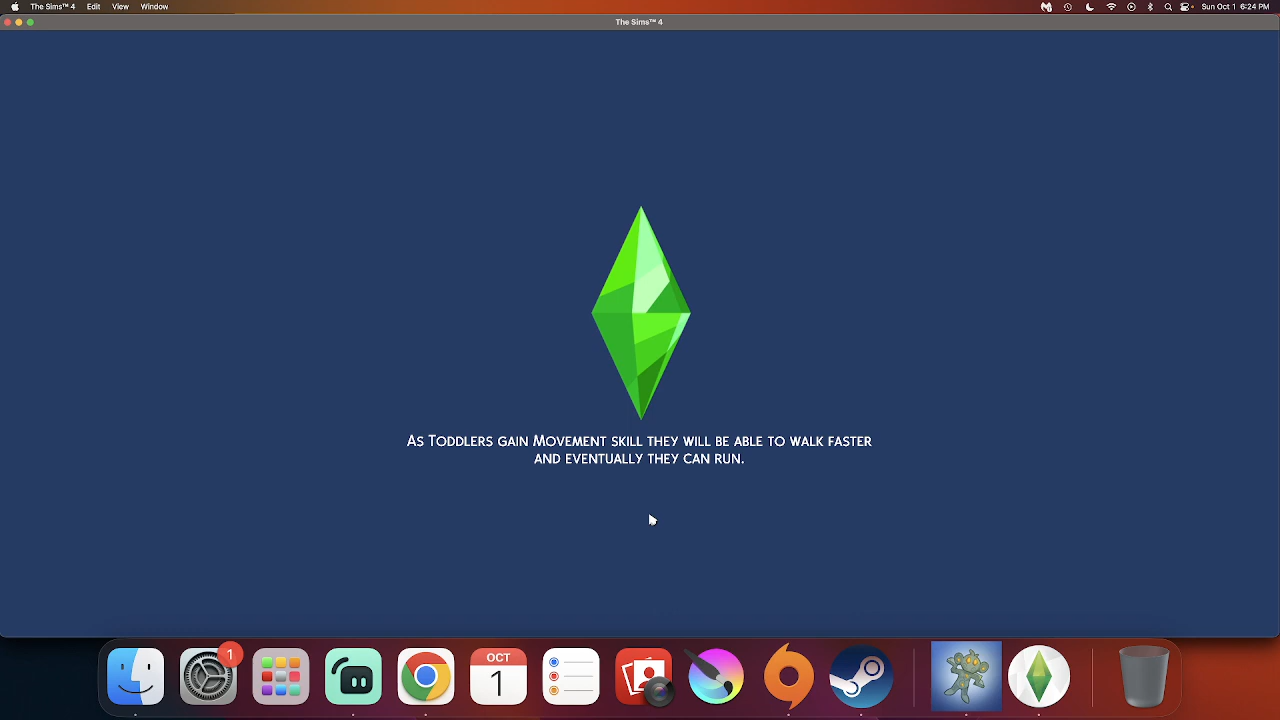 The Sims™ 4 Edit View Window Sun Oct 1 6:24 PM
The Sims™ 4
As Toddlers gain Movement skill they will be able to walk faster
and eventually they can run.
1
OCT
1